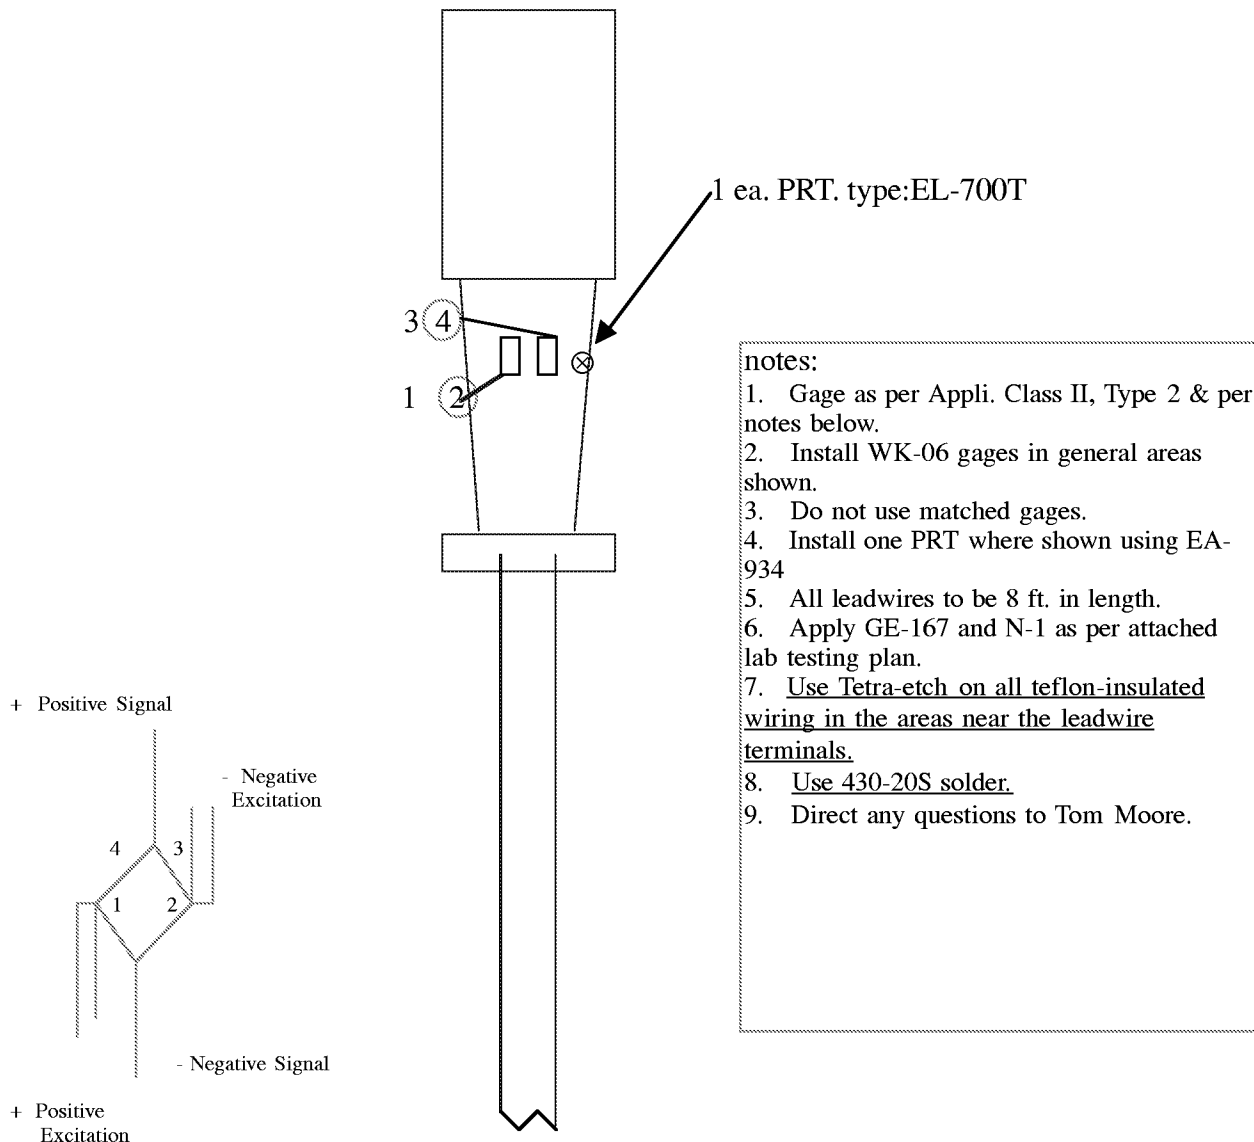 1 ea. PRT. type:EL-700T
3 4
1 2
notes:
1. Gage as per Appli. Class II, Type 2 & per
notes below.
2. Install WK-06 gages in general areas
shown.
3. Do not use matched gages.
4. Install one PRT where shown using EA-
934
5. All leadwires to be 8 ft. in length.
6. Apply GE-167 and N-1 as per attached
lab testing plan.
7. Use Tetra-etch on all teflon-insulated
wiring in the areas near the leadwire
terminals.
8. Use 430-20S solder.
9. Direct any questions to Tom Moore.
+ Positive Signal
- Negative
Excitation
4 3
1 2
- Negative Signal
+ Positive
Excitation